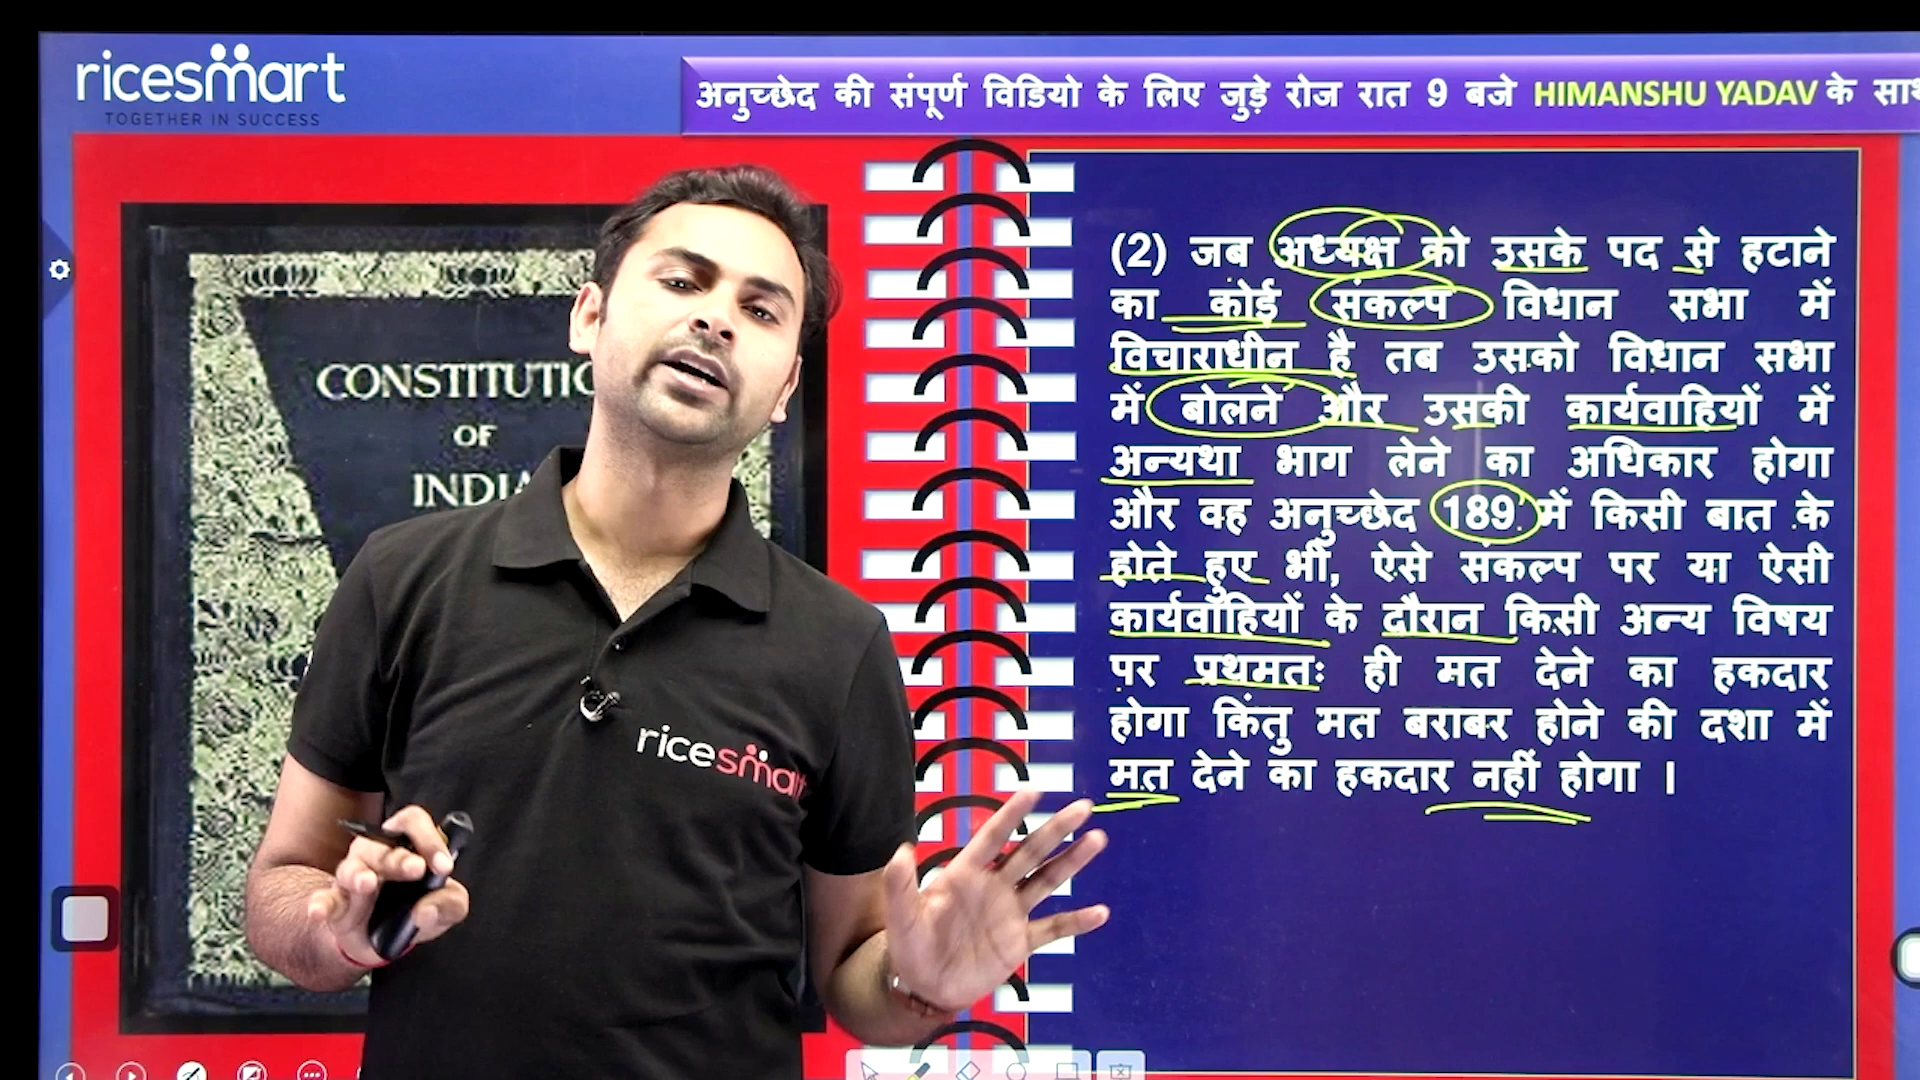 ricesmart
TOGETHER IN SUCCESS
अनुच्छेद की संपूर्ण विडियो के लिए जुड़े रोज रात 9 बजे HIMANSHU YADAV के
CONSTITUTIO
OF
INDIA
ricesmart
(2) जब अध्यक्ष को उसके पद से हटाने
का कोई संकल्प विधान सभा में
विचाराधीन है तब उसको विधान सभा
में बोलने और उसकी कार्यवाहियों में
अन्यथा भाग लेने का अधिकार होगा
और वह अनुच्छेद 189 में किसी बात के
होते हुए भी, ऐसे संकल्प पर या ऐसी
कार्यवाहियों के दौरान किसी अन्य विषय
पर प्रथमतः ही मत देने का हकदार
होगा किंतु मत बराबर होने की दशा में
मत देने का हकदार नहीं होगा ।